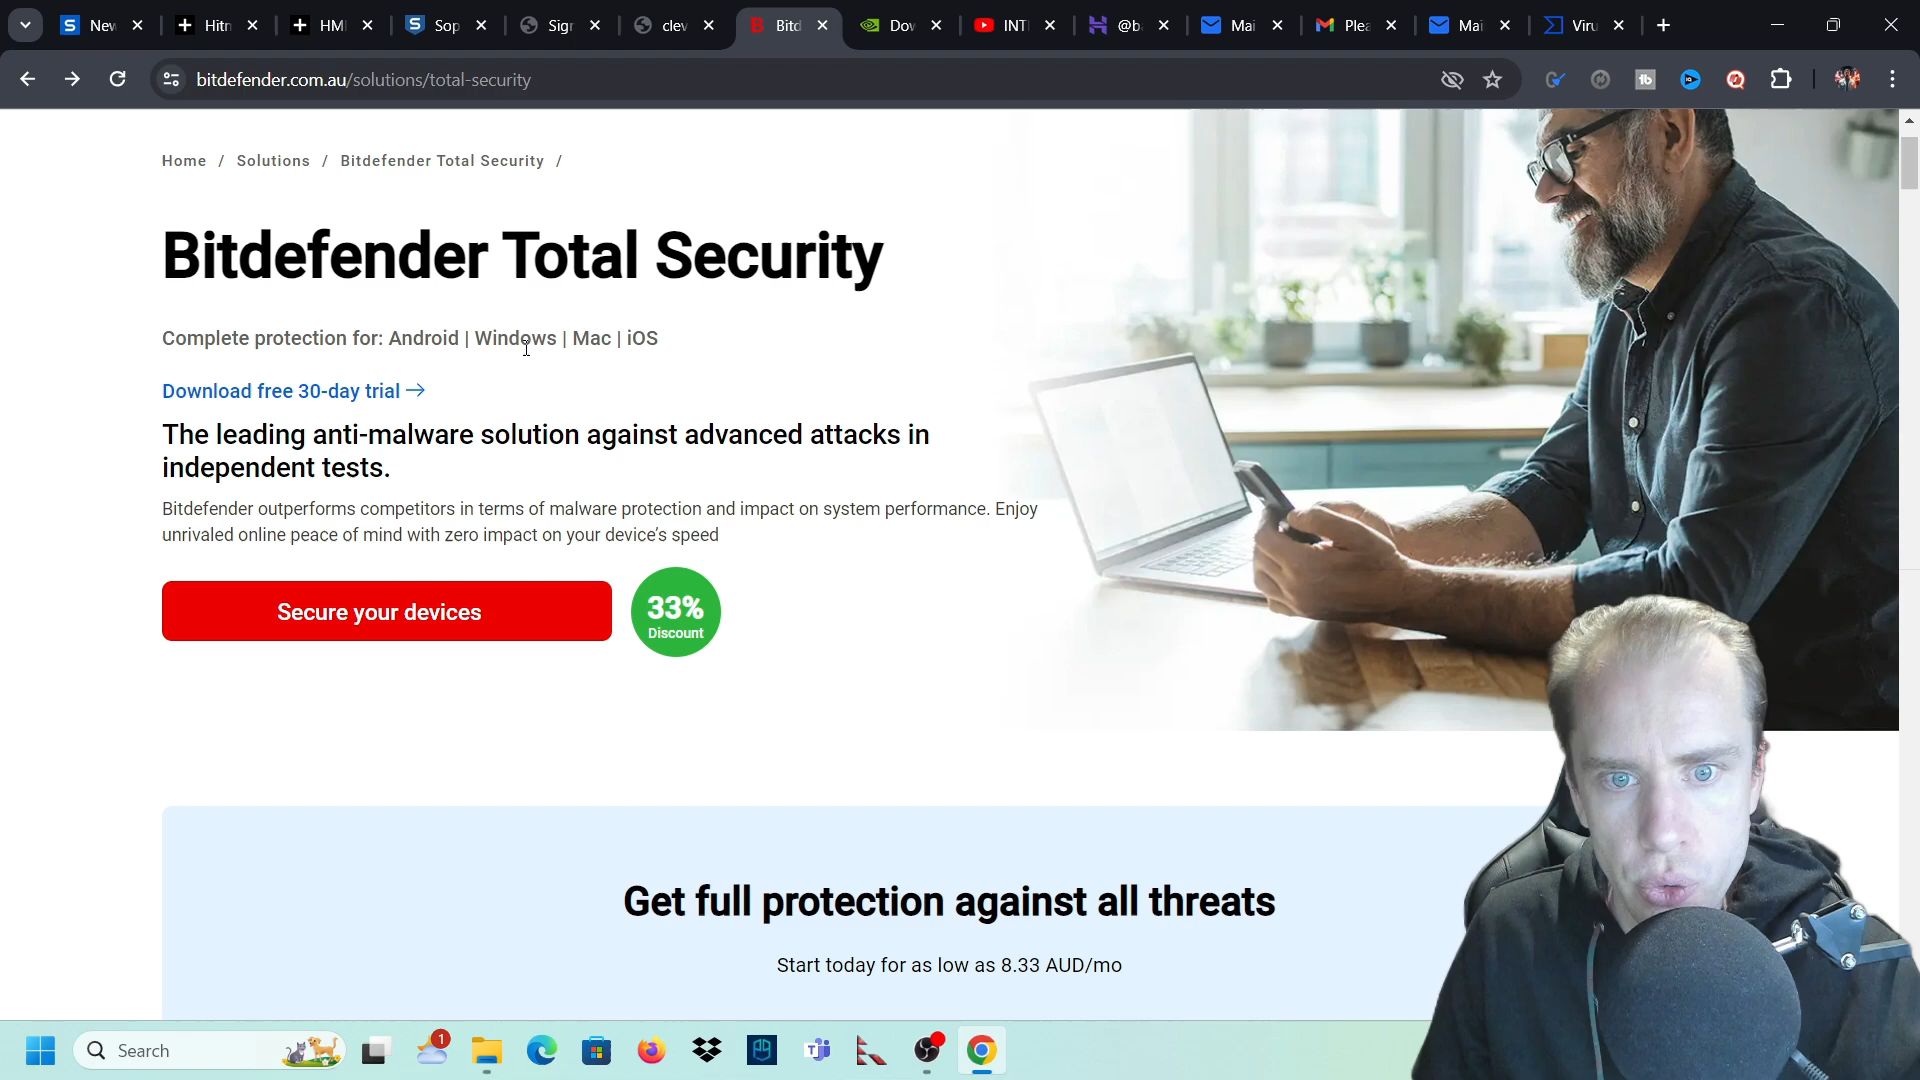 New
Hitm
HMI
Sop
Sign
clev
Bitd
Dow
INTI
@b
Mai
Plea
Mai
Viru
bitdefender.com.au/solutions/total-security
Home / Solutions / Bitdefender Total Security /
Bitdefender Total Security
Complete protection for: Android | Windows | Mac | iOS
Download free 30-day trial →
The leading anti-malware solution against advanced attacks in
independent tests.
Bitdefender outperforms competitors in terms of malware protection and impact on system performance. Enjoy
unrivaled online peace of mind with zero impact on your device’s speed
Secure your devices
33%
Discount
Get full protection against all threats
Start today for as low as 8.33 AUD/mo
Search
1